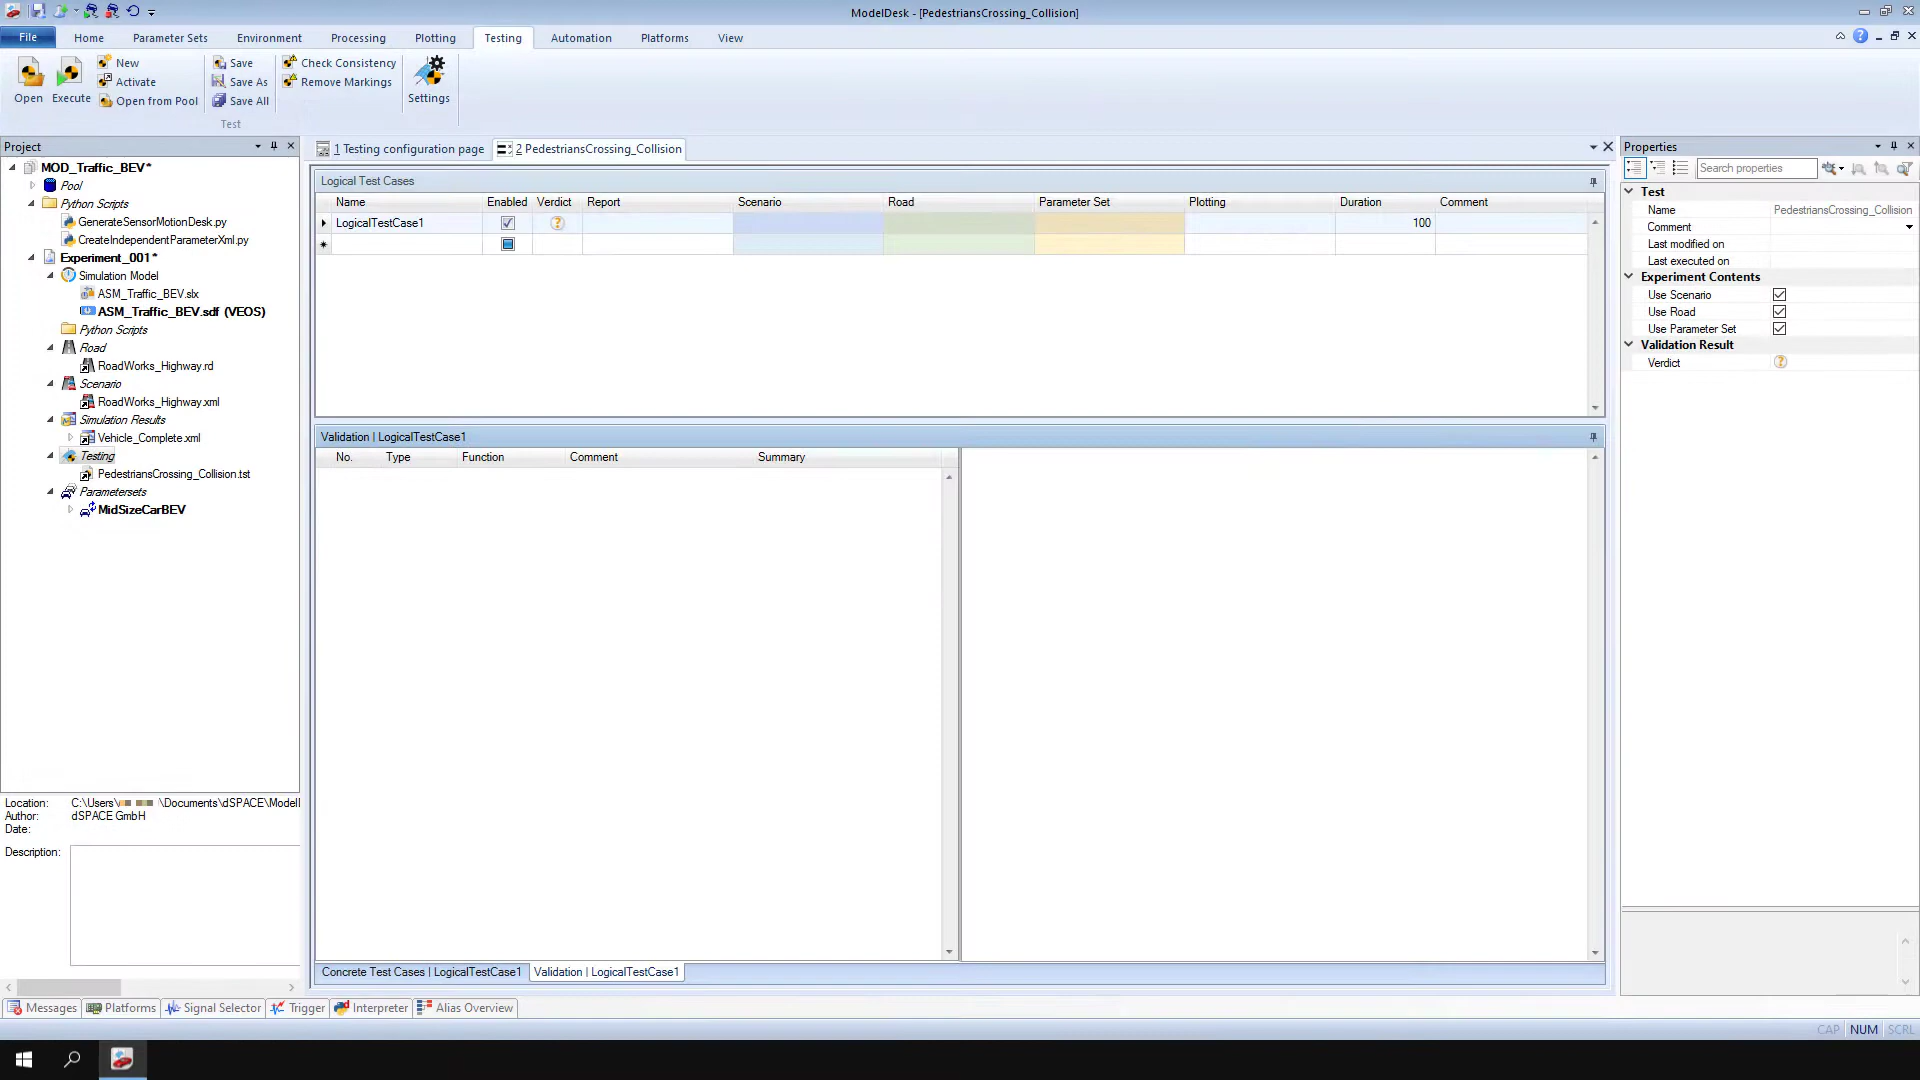 ModelDesk - [PedestriansCrossing_Collision]
File Home Parameter Sets Environment Processing Plotting Testing Automation Platforms View
Open Execute New Activate Open from Pool
Save Save As Save All
Check Consistency Remove Markings
Settings
Test
Project
MOD_Traffic_BEV*
Pool
Python Scripts
GenerateSensorMotionDesk.py
CreateIndependentParameterXml.py
Experiment_001*
Simulation Model
ASM_Traffic_BEV.slx
ASM_Traffic_BEV.sdf (VEOS)
Python Scripts
Road
RoadWorks_Highway.rd
Scenario
RoadWorks_Highway.xml
Simulation Results
Vehicle_Complete.xml
Testing
PedestriansCrossing_Collision.tst
Parametersets
MidSizeCarBEV
Location: C:\Users\ \Documents\dSPACE\Model
Author: dSPACE GmbH
Date:
Description:
1 Testing configuration page 2 PedestriansCrossing_Collision
Logical Test Cases
Name Enabled Verdict Report Scenario Road Parameter Set Plotting Duration Comment
LogicalTestCase1 100
Validation | LogicalTestCase1
No. Type Function Comment Summary
Concrete Test Cases | LogicalTestCase1 Validation | LogicalTestCase1
Properties
Search properties
Test
Name PedestriansCrossing_Collision
Comment
Last modified on
Last executed on
Experiment Contents
Use Scenario
Use Road
Use Parameter Set
Validation Result
Verdict
Messages Platforms Signal Selector Trigger Interpreter Alias Overview
CAP NUM SCRL